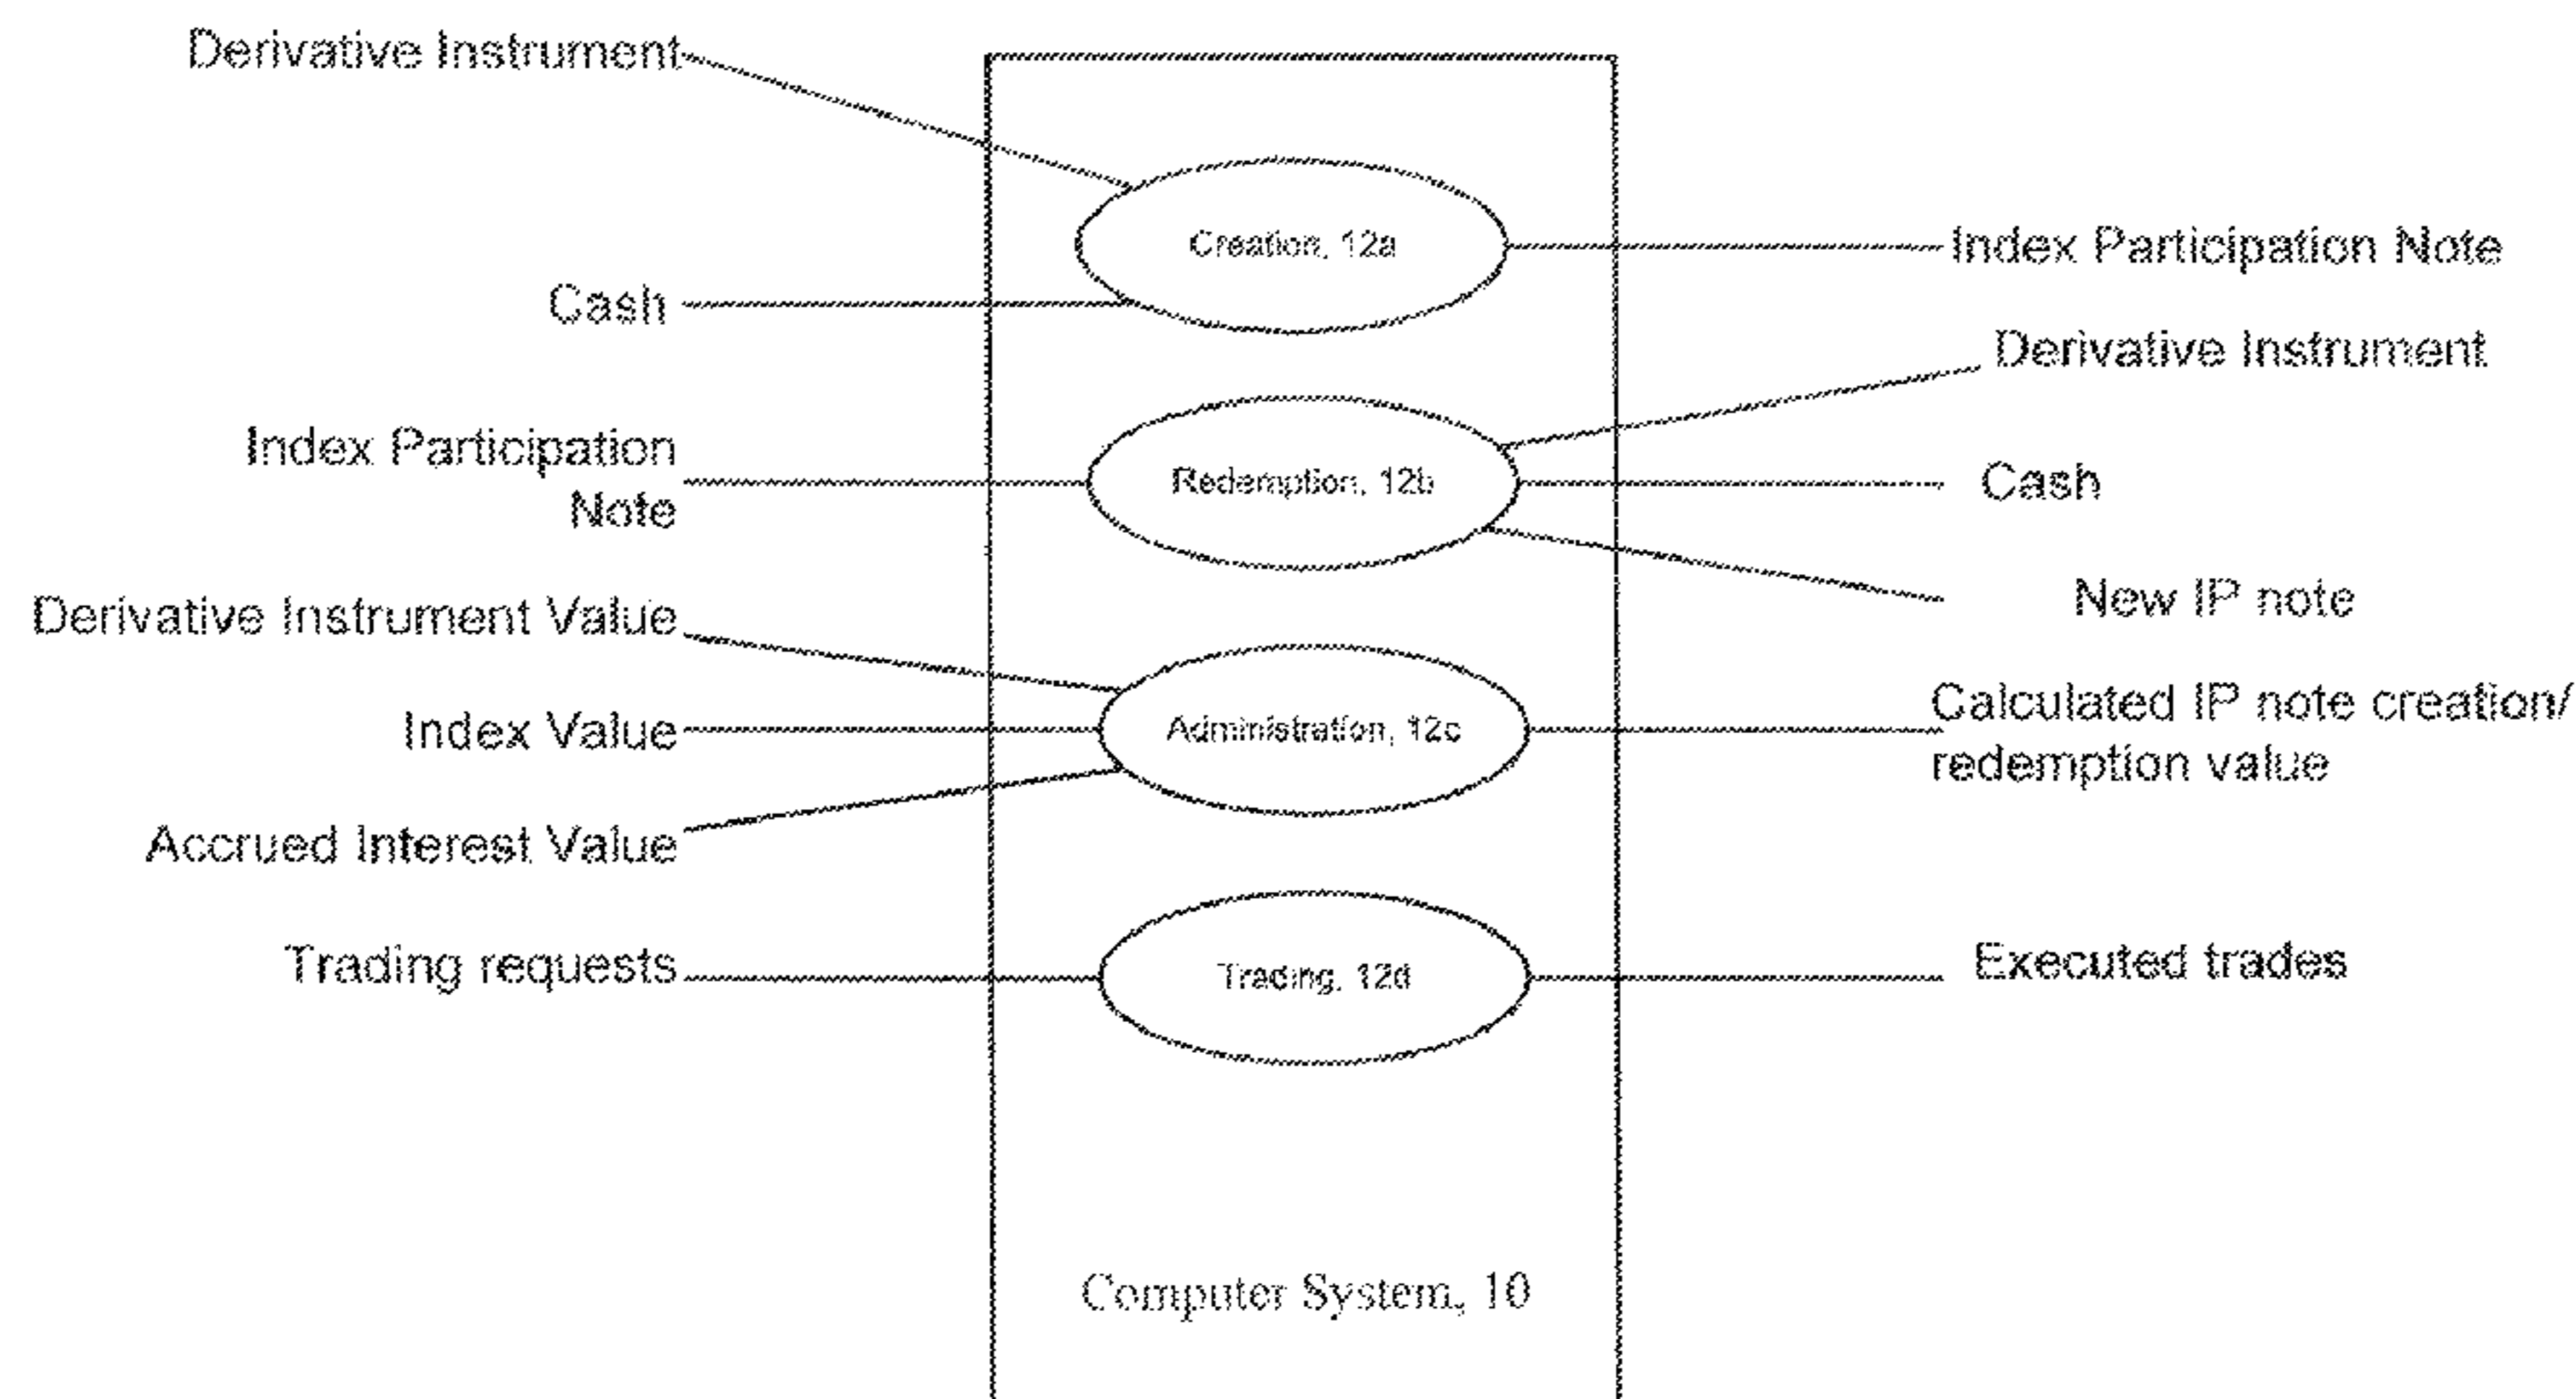 Derivative Instrument
Creation, 12a
Index Participation Note
Cash
Derivative Instrument
Index Participation
Note
Redemption, 12b
Cash
New IP note
Derivative Instrument Value
Index Value
Administration, 12c
Calculated IP note creation/
redemption value
Accrued Interest Value
Trading requests
Trading, 12d
Executed trades
Computer System, 10